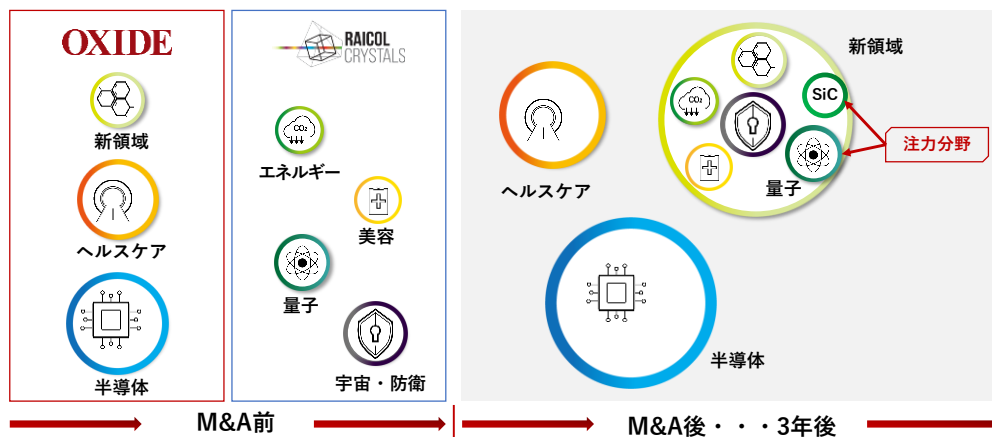 OXIDE
新領域
ヘルスケア
半導体
RAICOL
CRYSTALS
CO₂
エネルギー
美容
量子
宇宙・防衛
新領域
CO₂
SiC
注力分野
量子
ヘルスケア
半導体
M&A前
M&A後・・・3年後